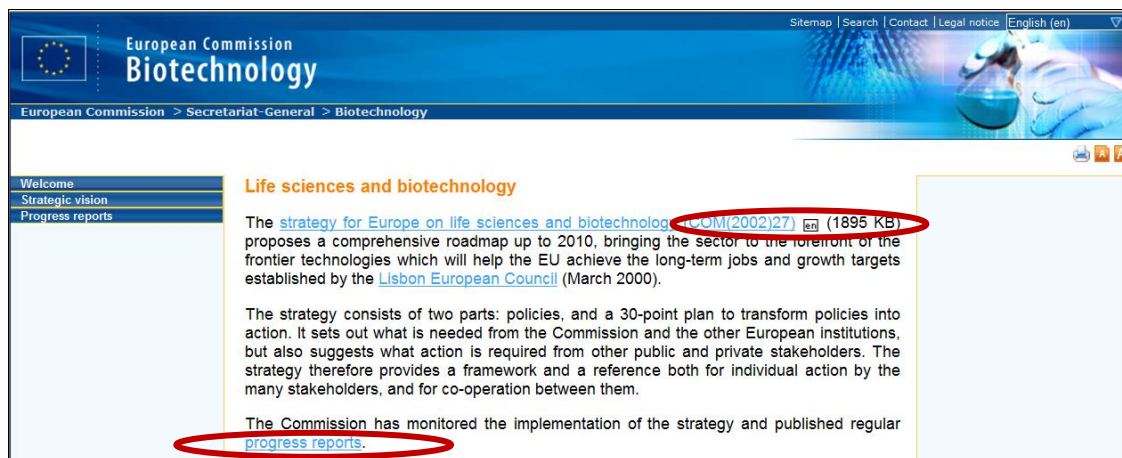 Sitemap | Search | Contact | Legal notice English (en)
European Commission
Biotechnology
European Commission > Secretariat-General > Biotechnology
A A
Welcome
Strategic vision
Progress reports
Life sciences and biotechnology
The strategy for Europe on life sciences and biotechnology (COM(2002)27) en (1895 KB)
proposes a comprehensive roadmap up to 2010, bringing the sector to the forefront of the
frontier technologies which will help the EU achieve the long-term jobs and growth targets
established by the Lisbon European Council (March 2000).
The strategy consists of two parts: policies, and a 30-point plan to transform policies into
action. It sets out what is needed from the Commission and the other European institutions,
but also suggests what action is required from other public and private stakeholders. The
strategy therefore provides a framework and a reference both for individual action by the
many stakeholders, and for co-operation between them.
The Commission has monitored the implementation of the strategy and published regular
progress reports.